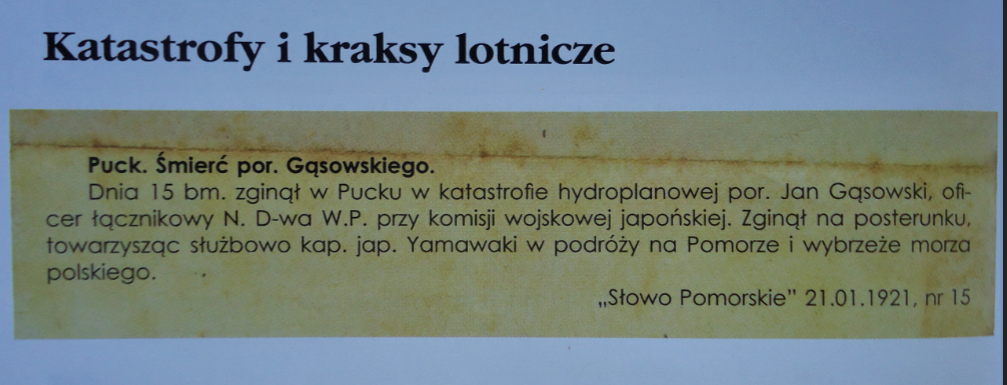 Katastrofy i kraksy lotnicze
Puck. Śmierć por. Gąsowskiego.
Dnia 15 bm. zginął w Pucku w katastrofie hydroplanowej por. Jan Gąsowski, ofi-
cer łącznikowy N. D-wa W.P. przy komisji wojskowej japońskiej. Zginął na posterunku,
towarzysząc służbowo kap. jap. Yamawaki w podróży na Pomorze i wybrzeże morza
polskiego.
„Słowo Pomorskie" 21.01.1921, nr 15